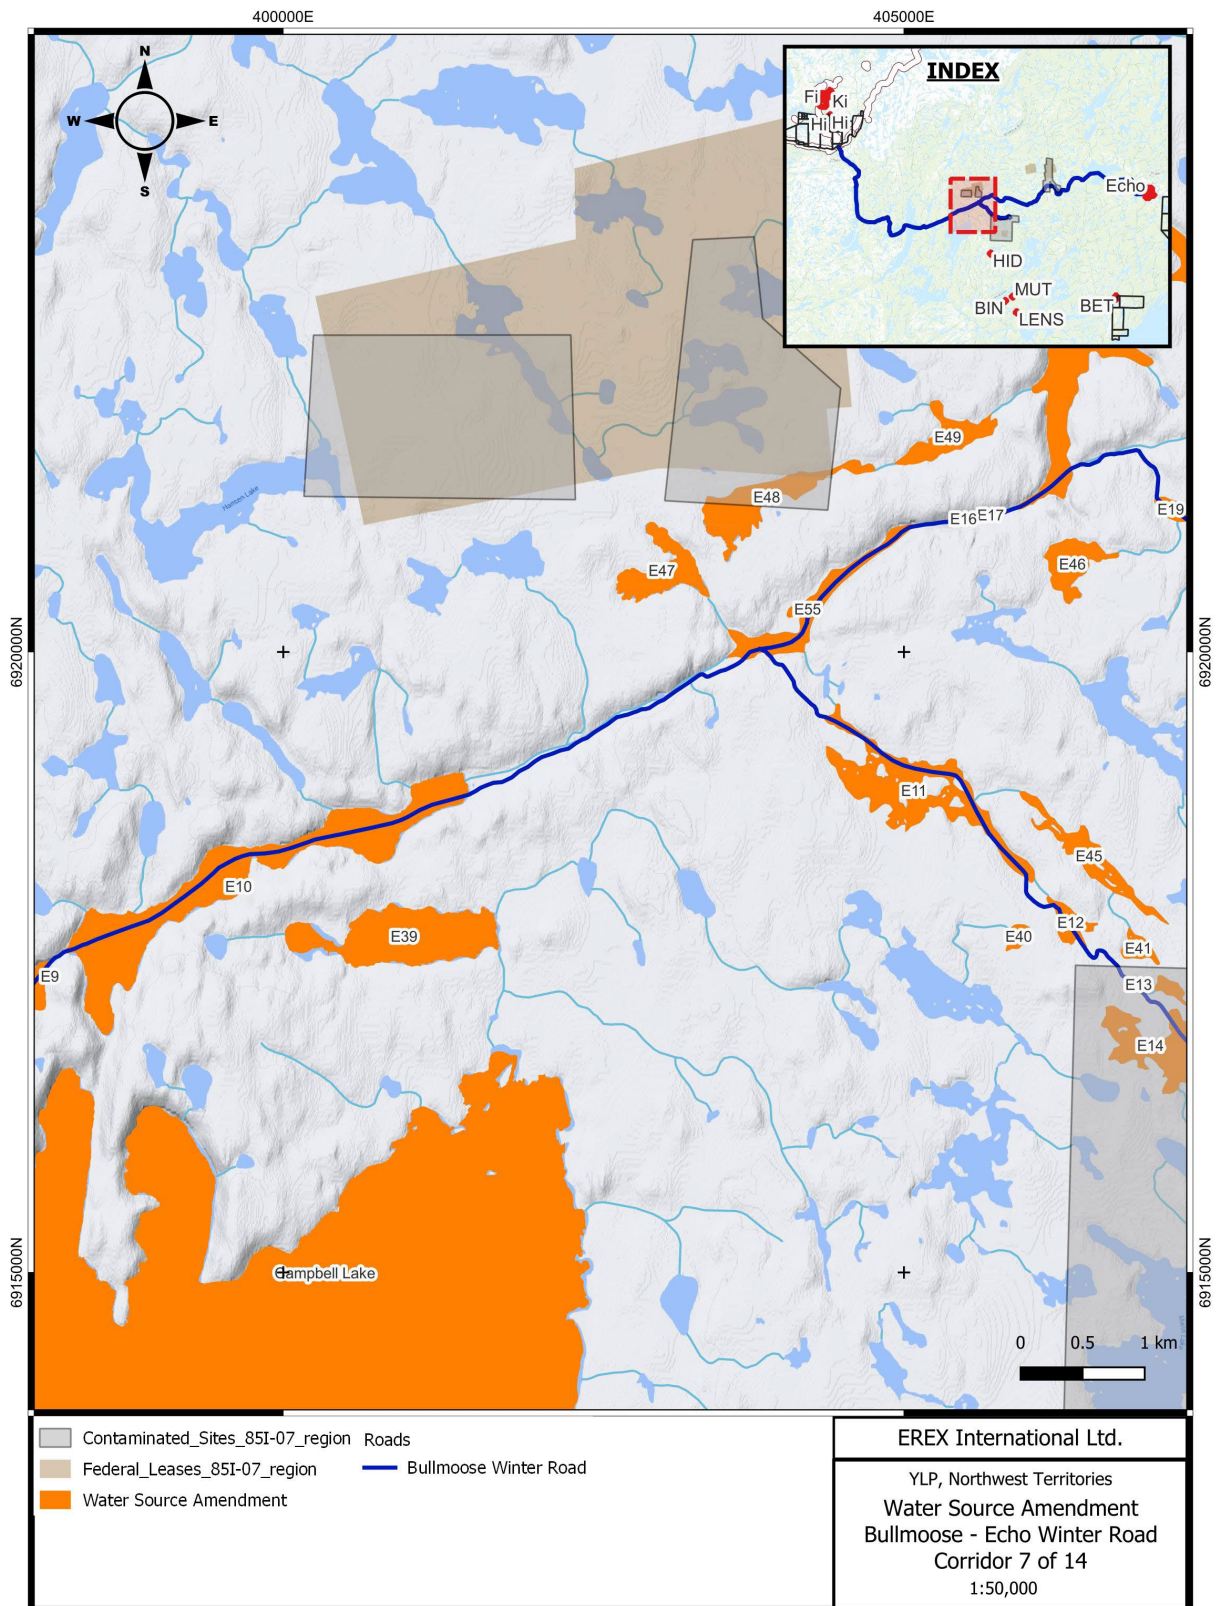 400000E
405000E
N
W
E
S
INDEX
Fi
Ki
Hi
Hi
Echo
HID
MUT
BIN
LENS
BET
E49
E48
E16
E17
E19
Hansen Lake
E47
E46
E55
6920000N
6920000N
E11
E45
E10
E39
E40
E12
E41
E9
E13
E14
Campbell Lake
6915000N
6915000N
0 0.5 1 km
Contaminated_Sites_85I-07_region
Roads
Federal_Leases_85I-07_region
Bullmoose Winter Road
Water Source Amendment
EREX International Ltd.
YLP, Northwest Territories
Water Source Amendment
Bullmoose - Echo Winter Road
Corridor 7 of 14
1:50,000